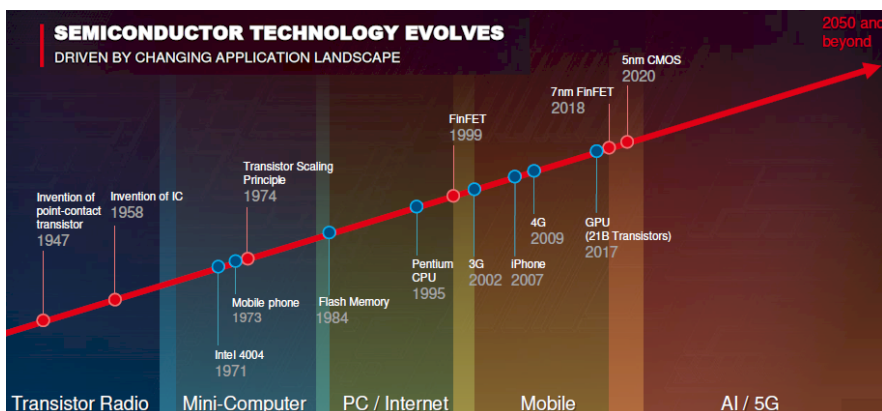 SEMICONDUCTOR TECHNOLOGY EVOLVES
DRIVEN BY CHANGING APPLICATION LANDSCAPE
2050 and
beyond
Invention of
point-contact
transistor
1947
Invention of IC
1958
Intel 4004
1971
Mobile phone
1973
Transistor Scaling
Principle
1974
Flash Memory
1984
Pentium
CPU
1995
FinFET
1999
3G
2002
iPhone
2007
4G
2009
GPU
(21B Transistors)
2017
7nm FinFET
2018
5nm CMOS
2020
Transistor Radio
Mini-Computer
PC / Internet
Mobile
AI / 5G